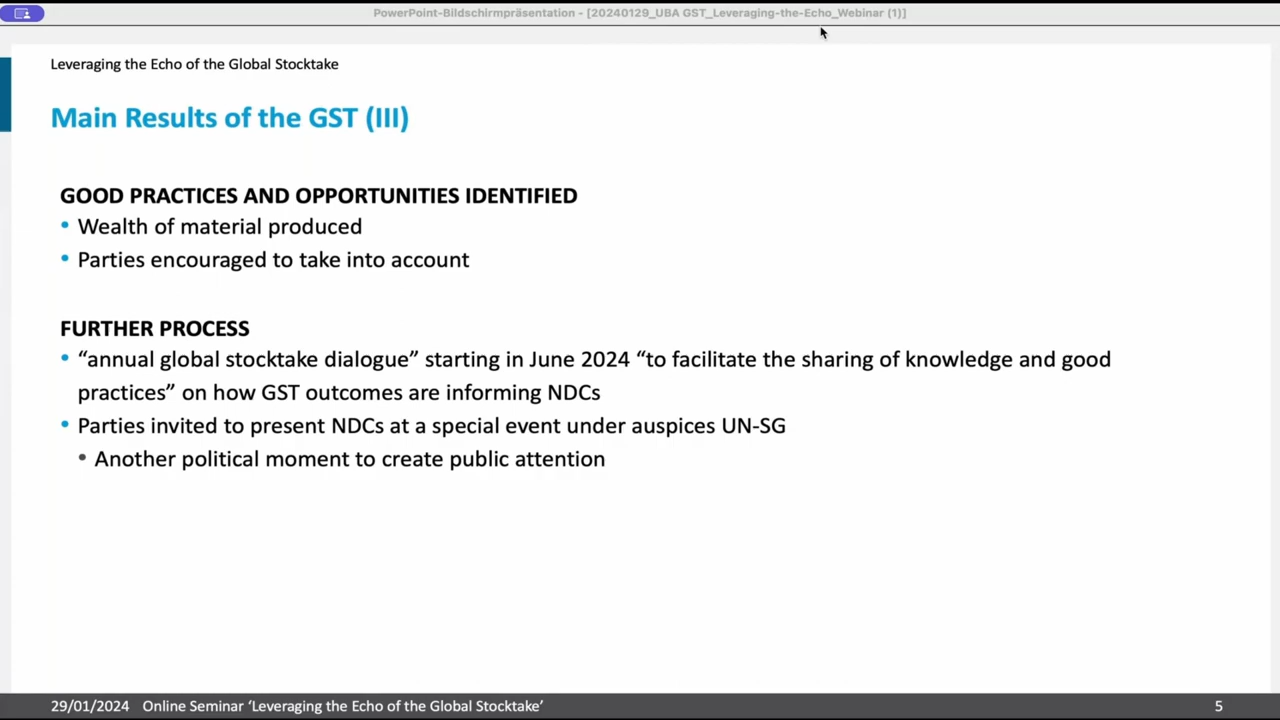 PowerPoint-Bildschirmpräsentation - [20240129_UBA GST_Leveraging-the-Echo_Webinar (1)]
Leveraging the Echo of the Global Stocktake
Main Results of the GST (III)
GOOD PRACTICES AND OPPORTUNITIES IDENTIFIED
• Wealth of material produced
• Parties encouraged to take into account
FURTHER PROCESS
• “annual global stocktake dialogue” starting in June 2024 “to facilitate the sharing of knowledge and good
practices” on how GST outcomes are informing NDCs
• Parties invited to present NDCs at a special event under auspices UN-SG
• Another political moment to create public attention
29/01/2024 Online Seminar ‘Leveraging the Echo of the Global Stocktake’ 5